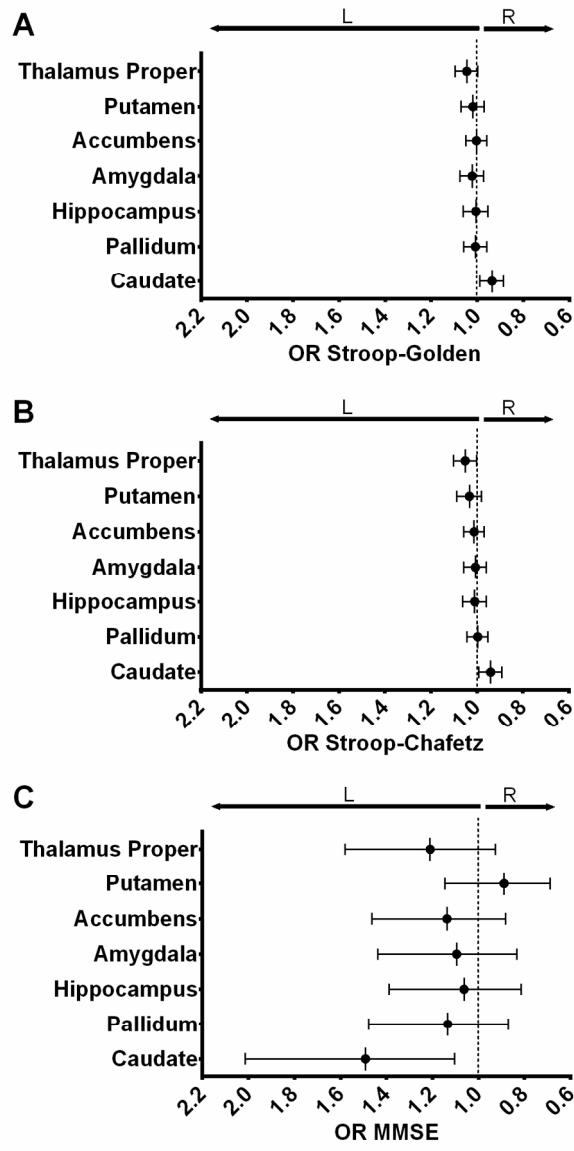 A
L R
Thalamus Proper
Putamen
Accumbens
Amygdala
Hippocampus
Pallidum
Caudate
2.2 2.0 1.8 1.6 1.4 1.2 1.0 0.8 0.6
OR Stroop-Golden
B
L R
Thalamus Proper
Putamen
Accumbens
Amygdala
Hippocampus
Pallidum
Caudate
2.2 2.0 1.8 1.6 1.4 1.2 1.0 0.8 0.6
OR Stroop-Chafetz
C
L R
Thalamus Proper
Putamen
Accumbens
Amygdala
Hippocampus
Pallidum
Caudate
2.2 2.0 1.8 1.6 1.4 1.2 1.0 0.8 0.6
OR MMSE